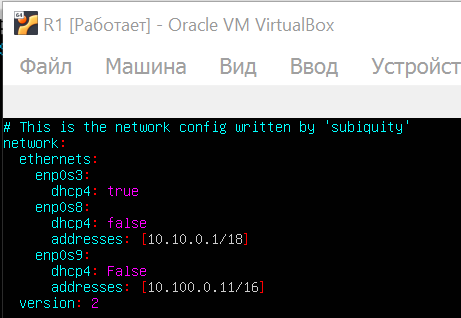 R1 [Работает] - Oracle VM VirtualBox
Файл Машина Вид Ввод Устройст
# This is the network config written by 'subiquity'
network:
  ethernets:
    enp0s3:
      dhcp4: true
    enp0s8:
      dhcp4: false
      addresses: [10.10.0.1/18]
    enp0s9:
      dhcp4: False
      addresses: [10.100.0.11/16]
  version: 2